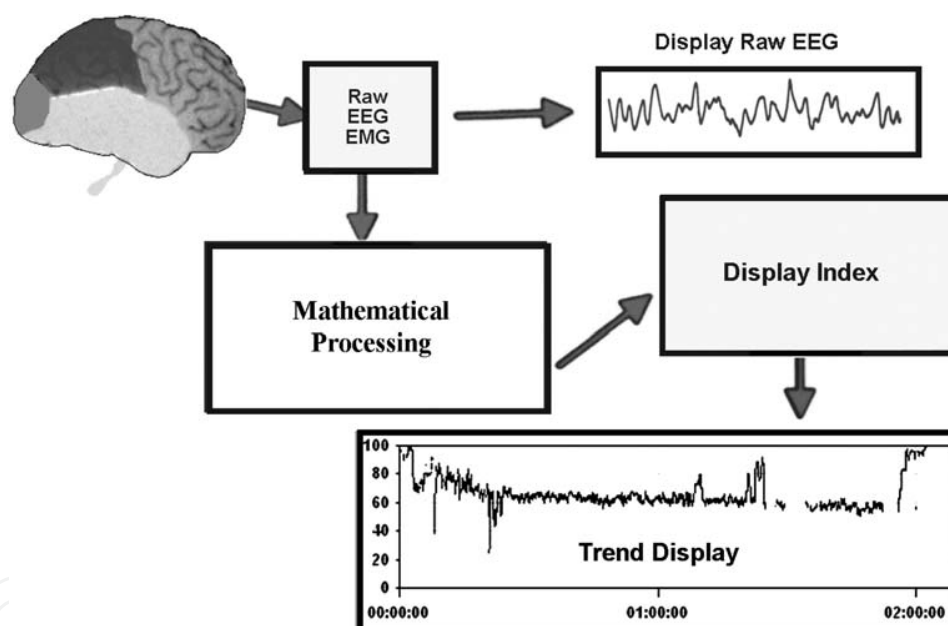 Display Raw EEG
Raw
EEG
EMG
Display Index
Mathematical
Processing
100
80
60
40
20
0
Trend Display
00:00:00
01:00:00
02:00:00